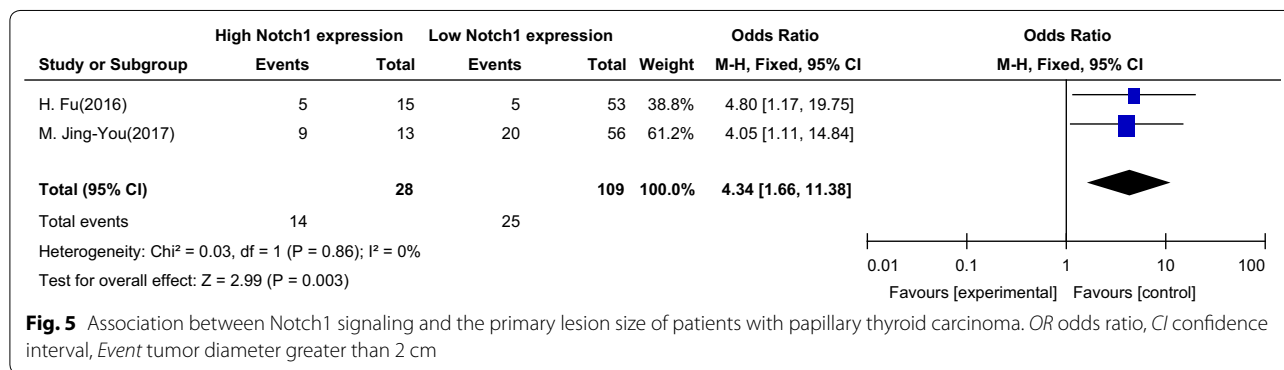 High Notch1 expression Low Notch1 expression Odds Ratio Odds Ratio
Study or Subgroup Events Total Events Total Weight M-H, Fixed, 95% CI M-H, Fixed, 95% CI
H. Fu(2016) 5 15 5 53 38.8% 4.80 [1.17, 19.75]
M. Jing-You(2017) 9 13 20 56 61.2% 4.05 [1.11, 14.84]
Total (95% CI) 28 109 100.0% 4.34 [1.66, 11.38]
Total events 14 25
Heterogeneity: Chi² = 0.03, df = 1 (P = 0.86); I² = 0%
Test for overall effect: Z = 2.99 (P = 0.003)
0.01 0.1 1 10 100
Favours [experimental] Favours [control]
Fig. 5 Association between Notch1 signaling and the primary lesion size of patients with papillary thyroid carcinoma. OR odds ratio, CI confidence
interval, Event tumor diameter greater than 2 cm